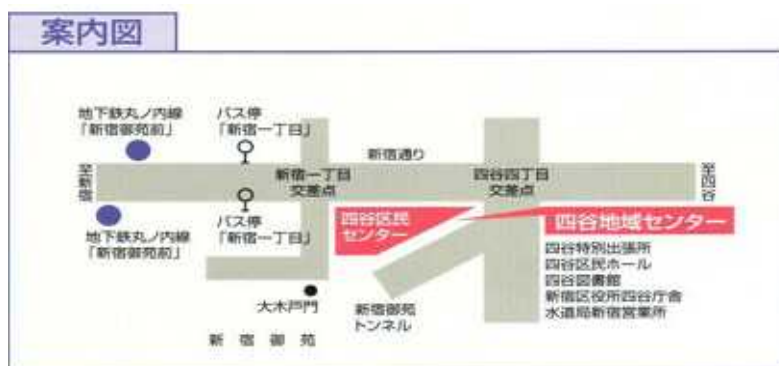 案内図
地下鉄丸ノ内線
「新宿御苑前」
バス停
「新宿一丁目」
新宿通り
至新宿
新宿一丁目
交差点
四谷四丁目
交差点
至四谷
地下鉄丸ノ内線
「新宿御苑前」
バス停
「新宿一丁目」
四谷区民
センター
四谷地域センター
四谷特別出張所
四谷区民ホール
四谷図書館
新宿区役所四谷庁舎
水道局新宿営業所
大木戸門
新宿御苑
トンネル
新宿御苑